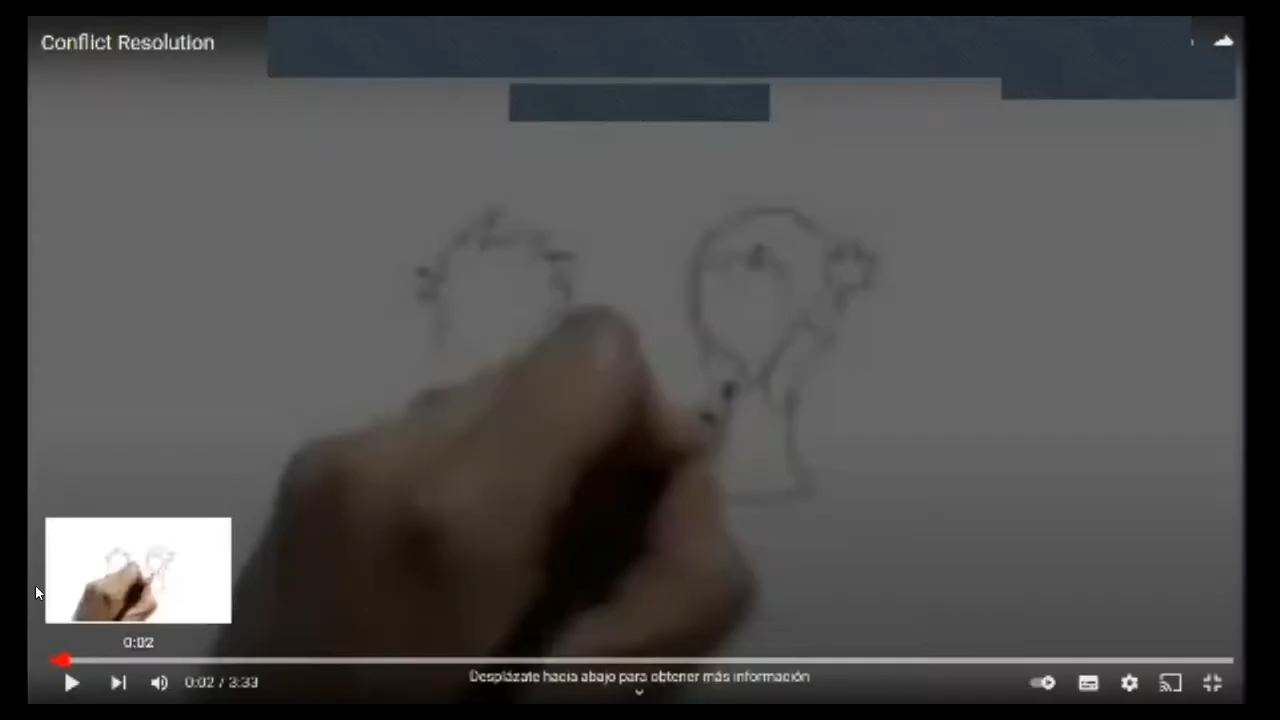 Conflict Resolution
0:02
0:02 / 3:33
Desplázate hacia abajo para obtener más información